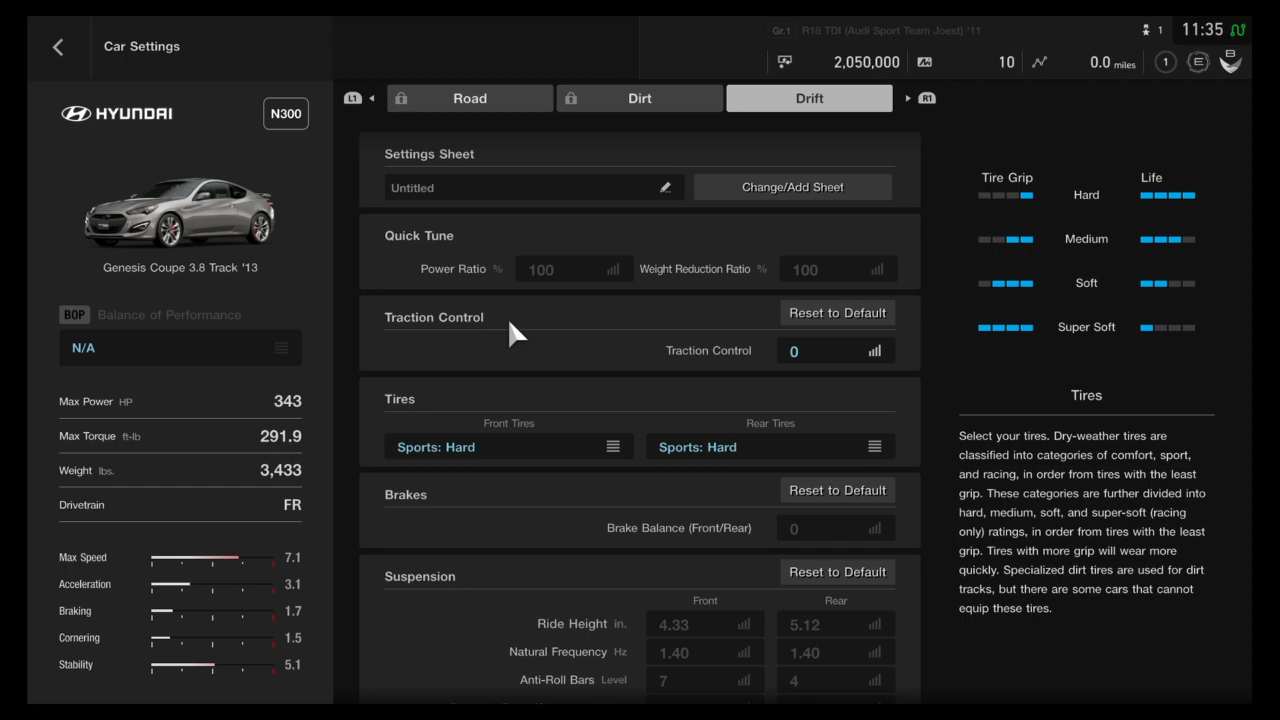 Car Settings
Gr.1 R18 TDI (Audi Sport Team Joest) '11
1 11:35
2,050,000 10 0.0 miles 1 E B
HYUNDAI N300
Genesis Coupe 3.8 Track '13
BOP Balance of Performance
N/A
Max Power HP 343
Max Torque ft-lb 291.9
Weight lbs. 3,433
Drivetrain FR
Max Speed 7.1
Acceleration 3.1
Braking 1.7
Cornering 1.5
Stability 5.1
L1 Road Dirt Drift R1
Settings Sheet
Untitled Change/Add Sheet
Quick Tune
Power Ratio % 100 Weight Reduction Ratio % 100
Traction Control Reset to Default
Traction Control 0
Tires
Front Tires Rear Tires
Sports: Hard Sports: Hard
Brakes Reset to Default
Brake Balance (Front/Rear) 0
Suspension Reset to Default
Front Rear
Ride Height in. 4.33 5.12
Natural Frequency Hz 1.40 1.40
Anti-Roll Bars Level 7 4
Tire Grip Life
Hard
Medium
Soft
Super Soft
Tires
Select your tires. Dry-weather tires are
classified into categories of comfort, sport,
and racing, in order from tires with the least
grip. These categories are further divided into
hard, medium, soft, and super-soft (racing
only) ratings, in order from tires with the least
grip. Tires with more grip will wear more
quickly. Specialized dirt tires are used for dirt
tracks, but there are some cars that cannot
equip these tires.